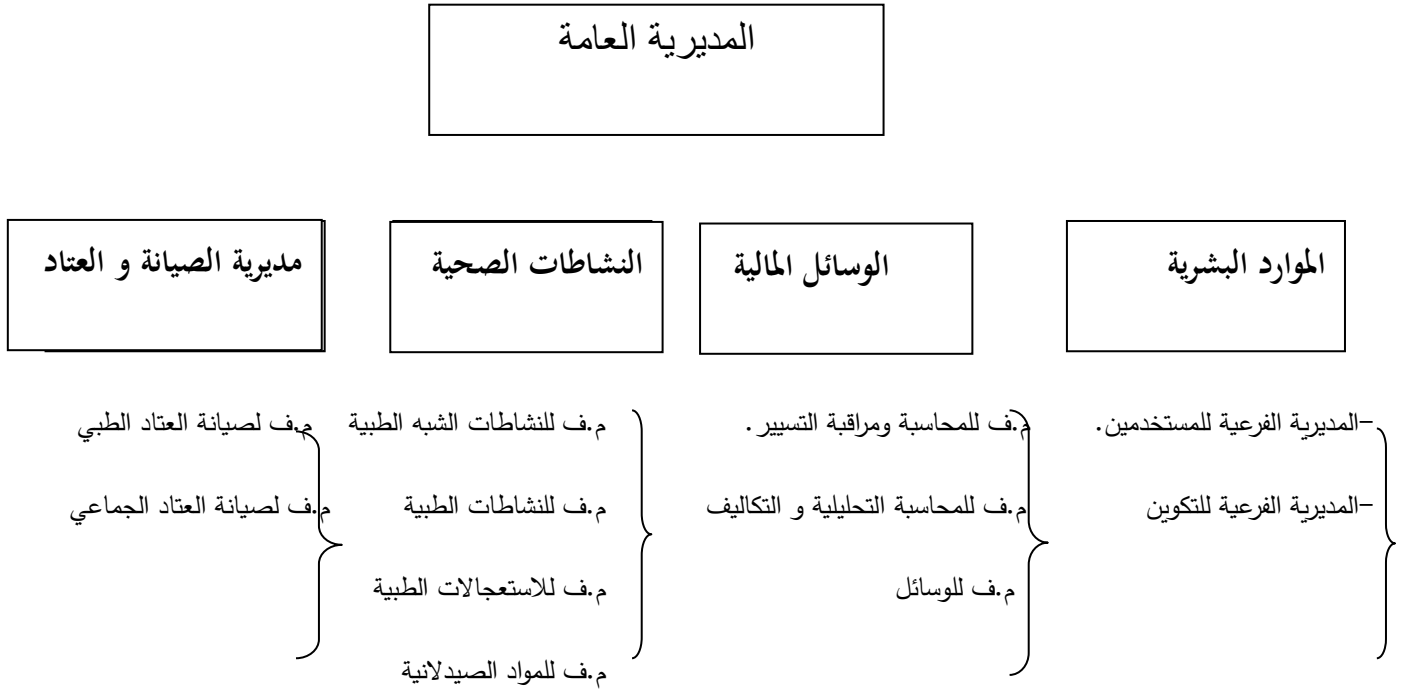 المديرية العامة
الموارد البشرية
الوسائل المالية
النشاطات الصحية
مديرية الصيانة و العتاد
-المديرية الفرعية للمستخدمين.
-المديرية الفرعية للتكوين
م.ف للمحاسبة ومراقبة التسيير.
م.ف للمحاسبة التحليلية و التكاليف
م.ف للوسائل
م.ف للنشاطات الشبه الطبية
م.ف للنشاطات الطبية
م.ف للاستعجالات الطبية
م.ف للمواد الصيدلانية
م.ف لصيانة العتاد الطبي
م.ف لصيانة العتاد الجماعي